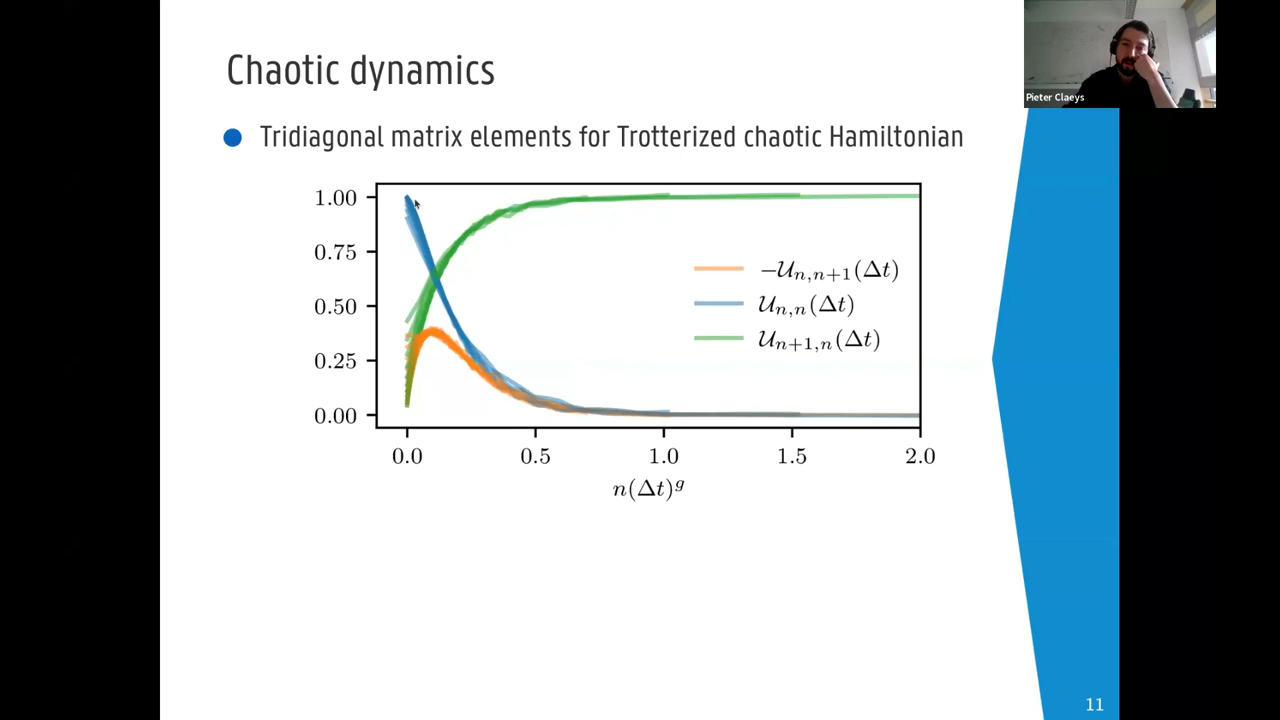 Chaotic dynamics
Pieter Claeys
Tridiagonal matrix elements for Trotterized chaotic Hamiltonian
1.00
0.75
0.50
0.25
0.00
−𝒰n,n+1(Δt)
𝒰n,n(Δt)
𝒰n+1,n(Δt)
0.0 0.5 1.0 1.5 2.0
n(Δt)^g
11